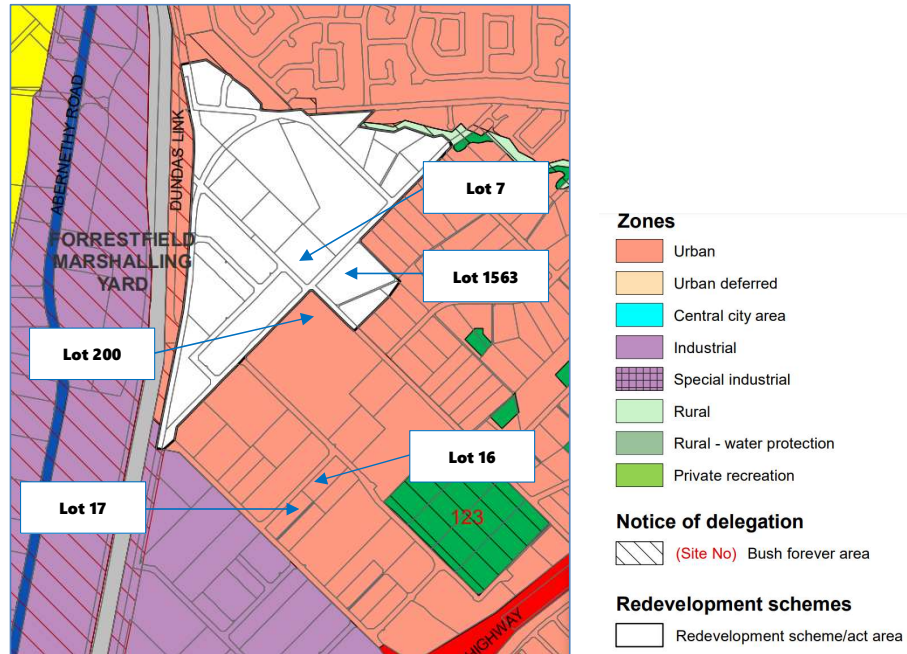 ABERNETHY ROAD
DUNDAS LINK
FORRESTFIELD
MARSHALLING
YARD
Lot 7
Lot 1563
Lot 200
Lot 16
Lot 17
123
HIGHWAY
Zones
Urban
Urban deferred
Central city area
Industrial
Special industrial
Rural
Rural - water protection
Private recreation
Notice of delegation
(Site No) Bush forever area
Redevelopment schemes
Redevelopment scheme/act area